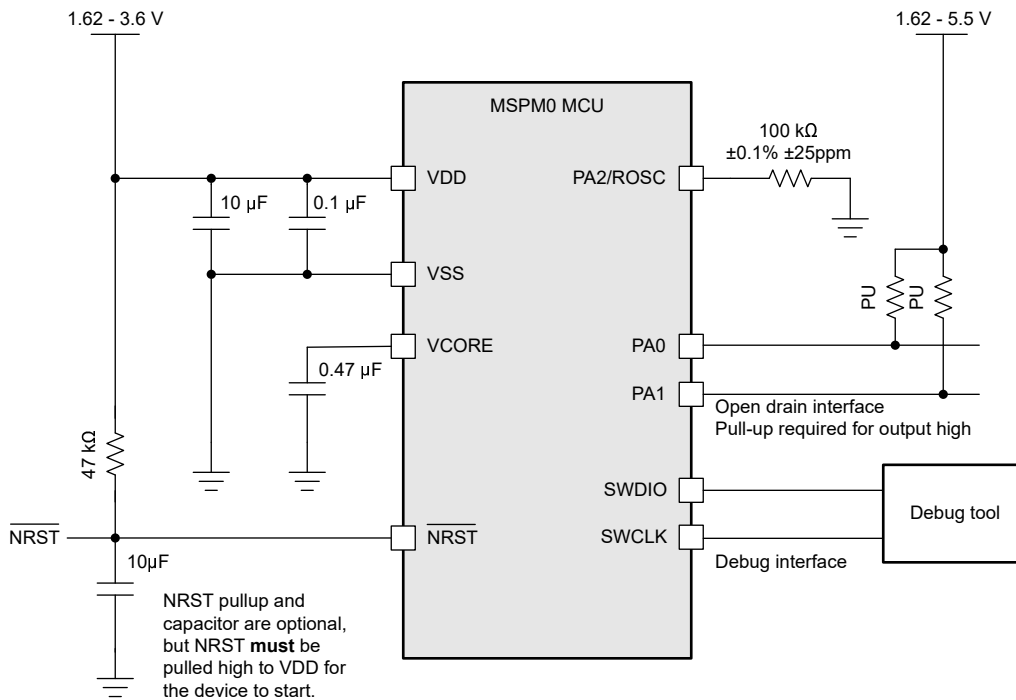 1.62 - 3.6 V
1.62 - 5.5 V
MSPM0 MCU
100 kΩ
±0.1% ±25ppm
VDD
PA2/ROSC
10 µF
0.1 µF
VSS
PU
PU
VCORE
PA0
0.47 µF
PA1
Open drain interface
Pull-up required for output high
47 kΩ
SWDIO
Debug tool
NRST
NRST
SWCLK
Debug interface
10µF
NRST pullup and
capacitor are optional,
but NRST must be
pulled high to VDD for
the device to start.